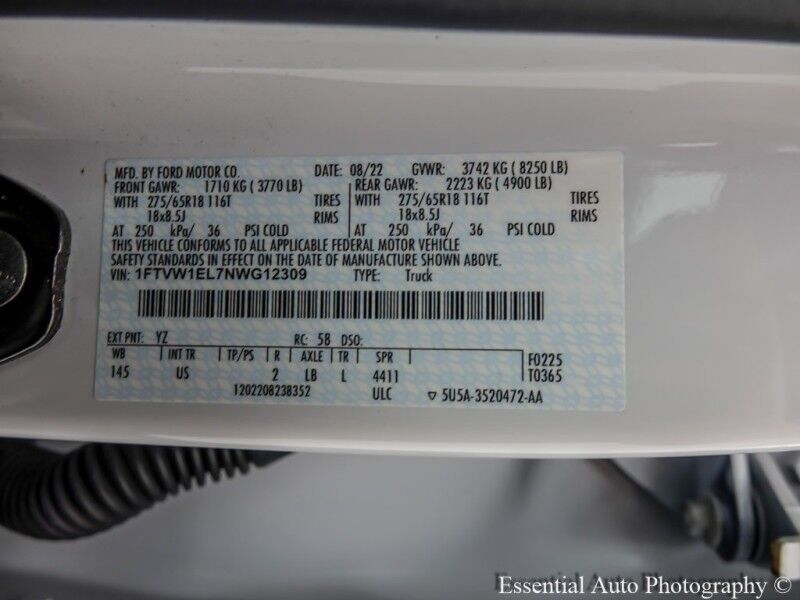 MFD. BY FORD MOTOR CO. DATE: 08/22 GVWR: 3742 KG ( 8250 LB)
FRONT GAWR: 1710 KG ( 3770 LB) REAR GAWR: 2223 KG ( 4900 LB)
WITH 275/65R18 116T TIRES WITH 275/65R18 116T TIRES
18x8.5J RIMS 18x8.5J RIMS
AT 250 kPa/ 36 PSI COLD AT 250 kPa/ 36 PSI COLD
THIS VEHICLE CONFORMS TO ALL APPLICABLE FEDERAL MOTOR VEHICLE
SAFETY STANDARDS IN EFFECT ON THE DATE OF MANUFACTURE SHOWN ABOVE.
VIN: 1FTVW1EL7NWG12309 TYPE: Truck
EXT PNT: YZ RC: 58 DSO:
WB INT TR TP/PS R AXLE TR SPR F0225
145 US 2 LB L 4411 T0365
1202208238352 ULC ▽ 5U5A-3520472-AA
Essential Auto Photography ©